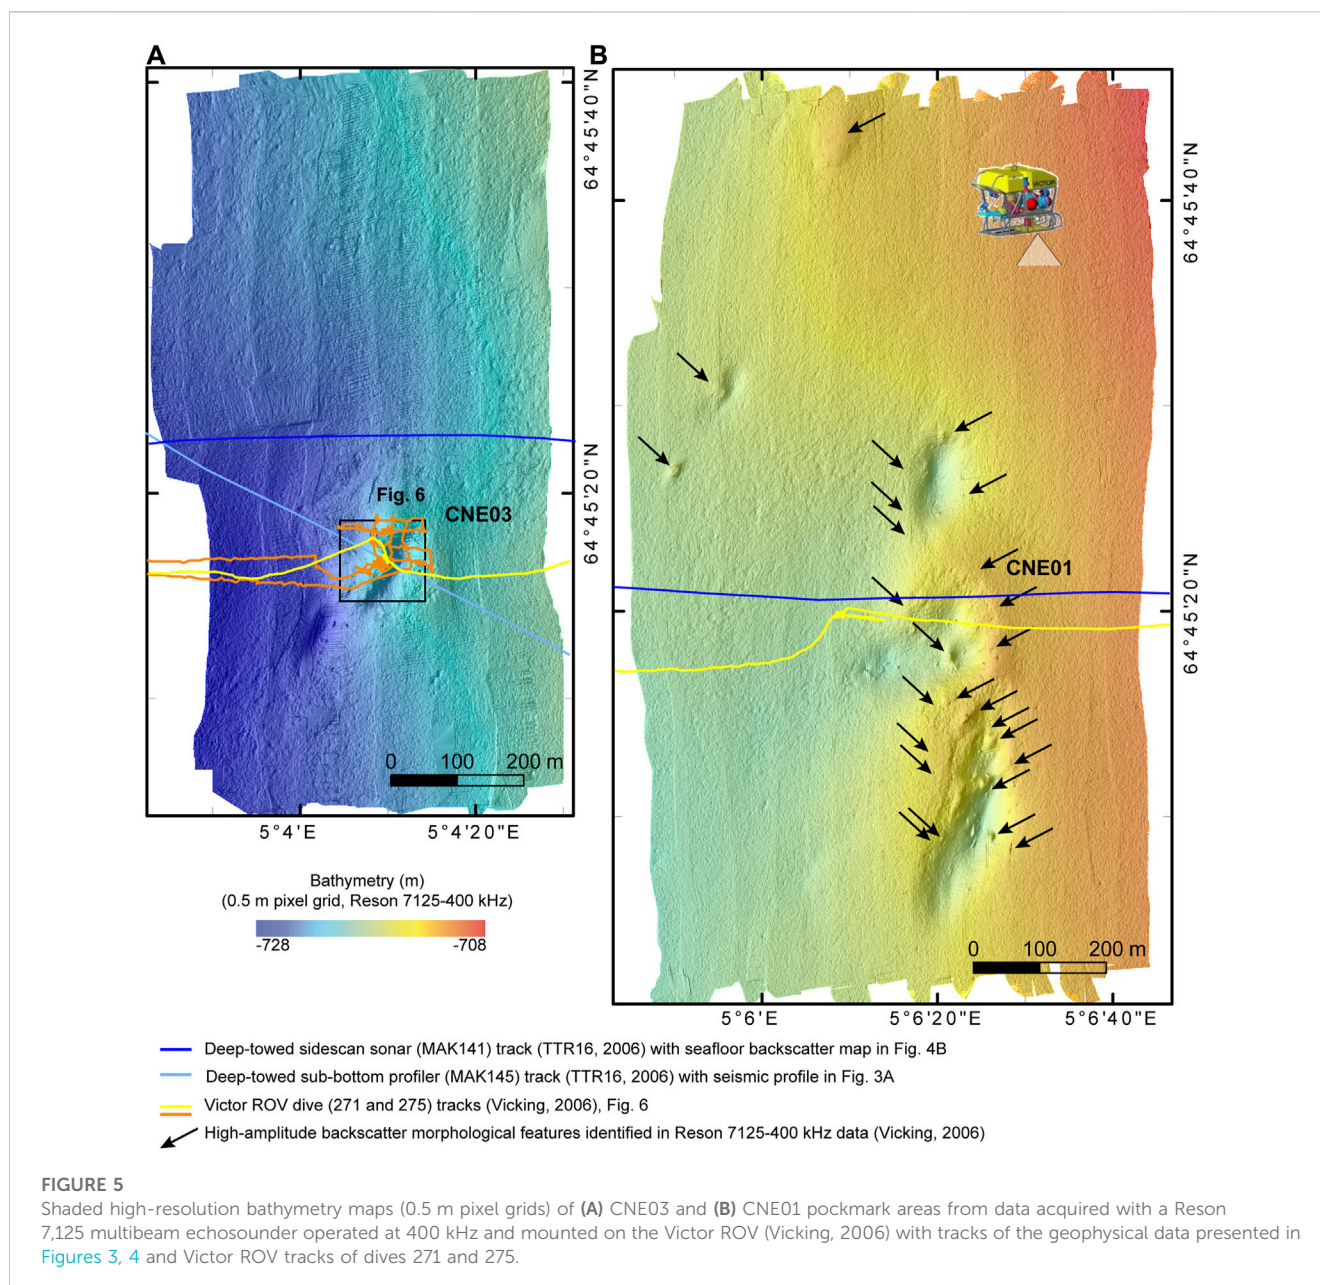 A
B
64°45'40"N
64°45'20"N
Fig. 6
CNE03
0 100 200 m
5°4'E 5°4'20"E
VICTOR
64°45'40"N
CNE01
64°45'20"N
0 100 200 m
5°6'E 5°6'20"E 5°6'40"E
Bathymetry (m)
(0.5 m pixel grid, Reson 7125-400 kHz)
-728 -708
Deep-towed sidescan sonar (MAK141) track (TTR16, 2006) with seafloor backscatter map in Fig. 4B
Deep-towed sub-bottom profiler (MAK145) track (TTR16, 2006) with seismic profile in Fig. 3A
Victor ROV dive (271 and 275) tracks (Vicking, 2006), Fig. 6
High-amplitude backscatter morphological features identified in Reson 7125-400 kHz data (Vicking, 2006)
FIGURE 5
Shaded high-resolution bathymetry maps (0.5 m pixel grids) of (A) CNE03 and (B) CNE01 pockmark areas from data acquired with a Reson
7,125 multibeam echosounder operated at 400 kHz and mounted on the Victor ROV (Vicking, 2006) with tracks of the geophysical data presented in
Figures 3, 4 and Victor ROV tracks of dives 271 and 275.